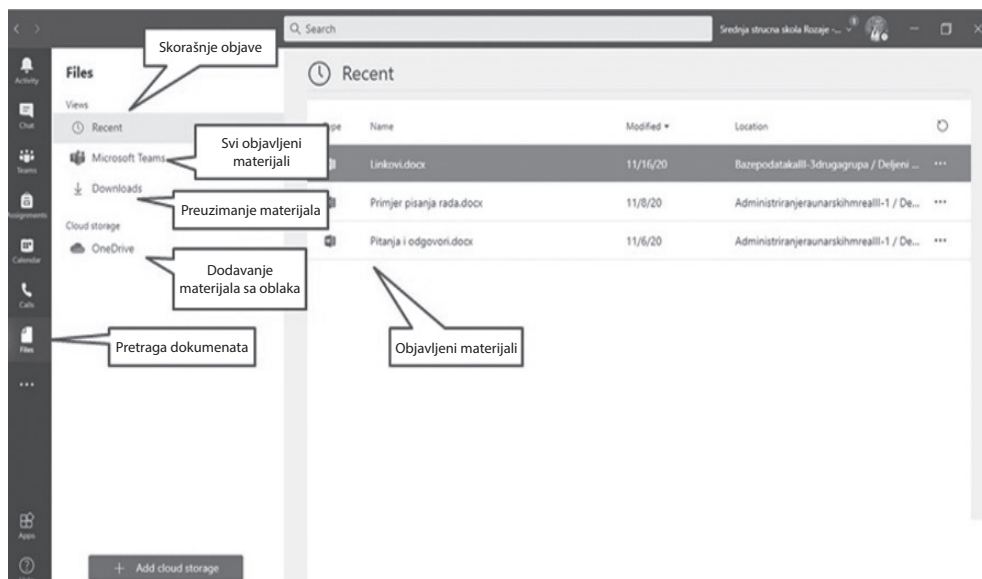 Search
Srednja strucna skola Rozaje -...
Skorašnje objave
Activity
Files
Recent
Views
Chat
Recent
Name
Modified
Location
Svi objavljeni
materijali
Microsoft Teams
Linkovi.docx
11/16/20
Bazepodatakalll-3drugagrupa / Deljeni ...
Teams
Downloads
Preuzimanje materijala
Primjer pisanja rada.docx
11/8/20
Administriranjeraunarskihmrealll-1 / De...
Cloud storage
Calendar
OneDrive
Pitanja i odgovori.docx
11/6/20
Administriranjeraunarskihmrealll-1 / De...
Dodavanje
materijala sa oblaka
Calls
Files
Pretraga dokumenata
Objavljeni materijali
Apps
+ Add cloud storage